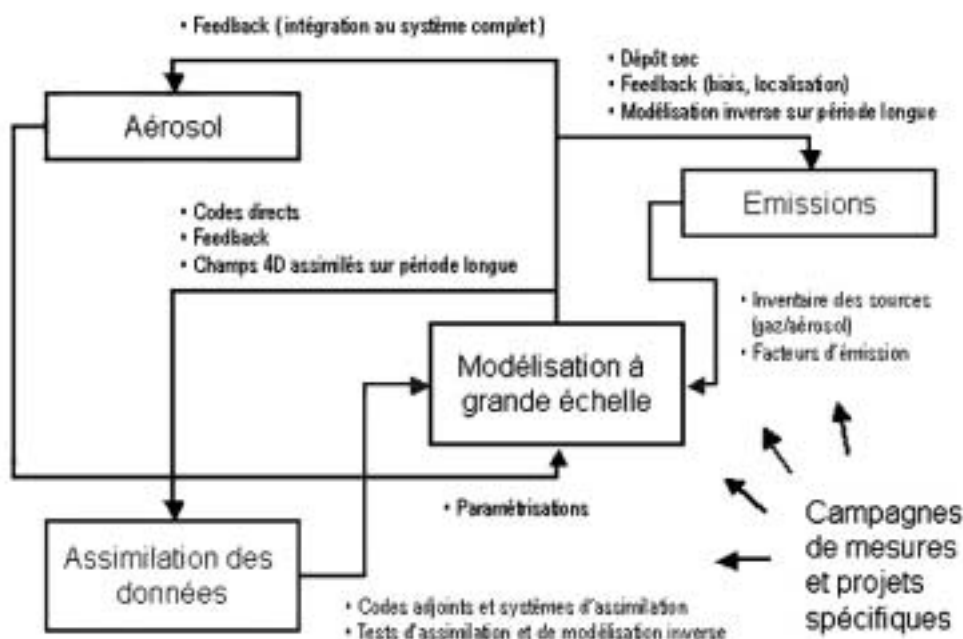 • Feedback (intégration au système complet)
• Dépôt sec
• Feedback (biais, localisation)
• Modélisation inverse sur période longue
Aérosol
Emissions
• Codes directs
• Feedback
• Champs 4D assimilés sur période longue
• Inventaire des sources
(gaz/aérosol)
• Facteurs d'émission
Modélisation à
grande échelle
• Paramétrisations
Campagnes
de mesures
et projets
spécifiques
Assimilation des
données
• Codes adjoints et systèmes d'assimilation
• Tests d'assimilation et de modélisation inverse